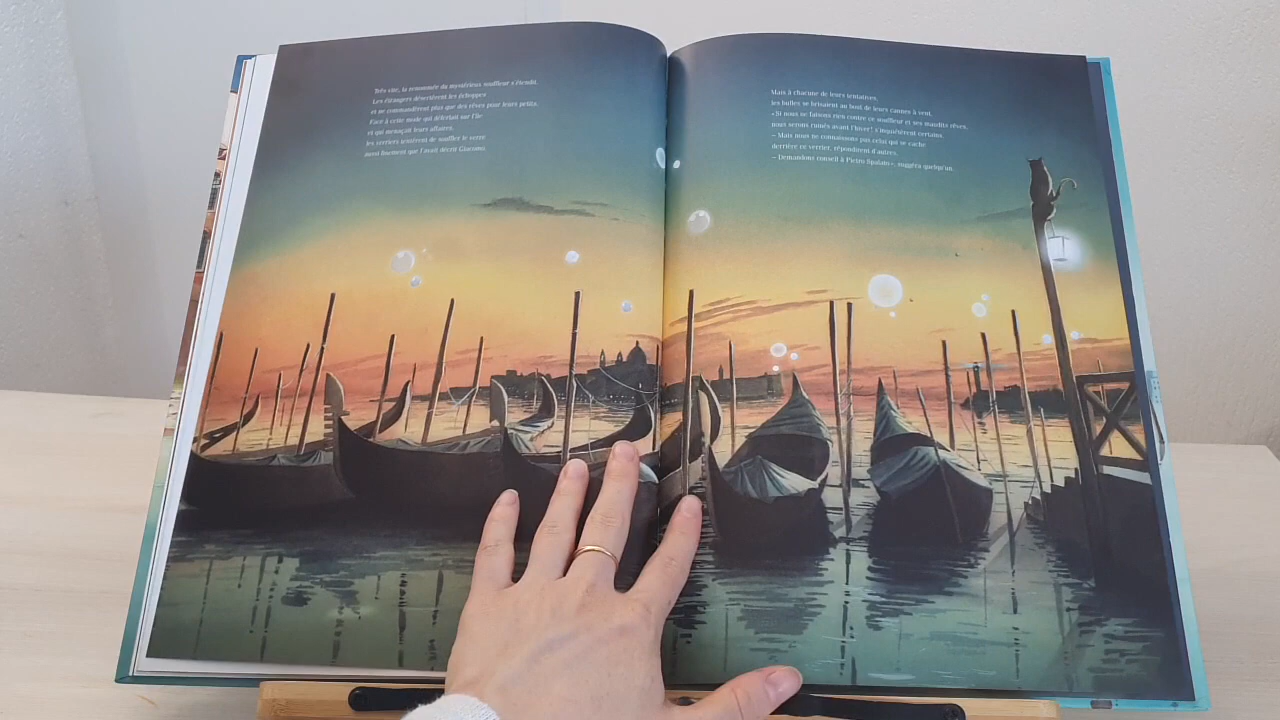 Très vite, la renommée du mystérieux souffleur s'étendit.
Les étrangers désertèrent les échoppes
et ne commandèrent plus que des rêves pour leurs petits.
Face à cette mode qui déferlait sur l'île
et qui menaçait leurs affaires,
les verriers tentèrent de souffler le verre
aussi finement que l'avait décrit Giacomo.
Mais à chacune de leurs tentatives,
les bulles se brisaient au bout de leurs cannes à vent.
« Si nous ne faisons rien contre ce souffleur et ses maudits rêves,
nous serons ruinés avant l'hiver! s'inquiétèrent certains.
– Mais nous ne connaissons pas celui qui se cache
derrière ce verrier, répondirent d'autres.
– Demandons conseil à Pietro Spalain », suggéra quelqu'un.